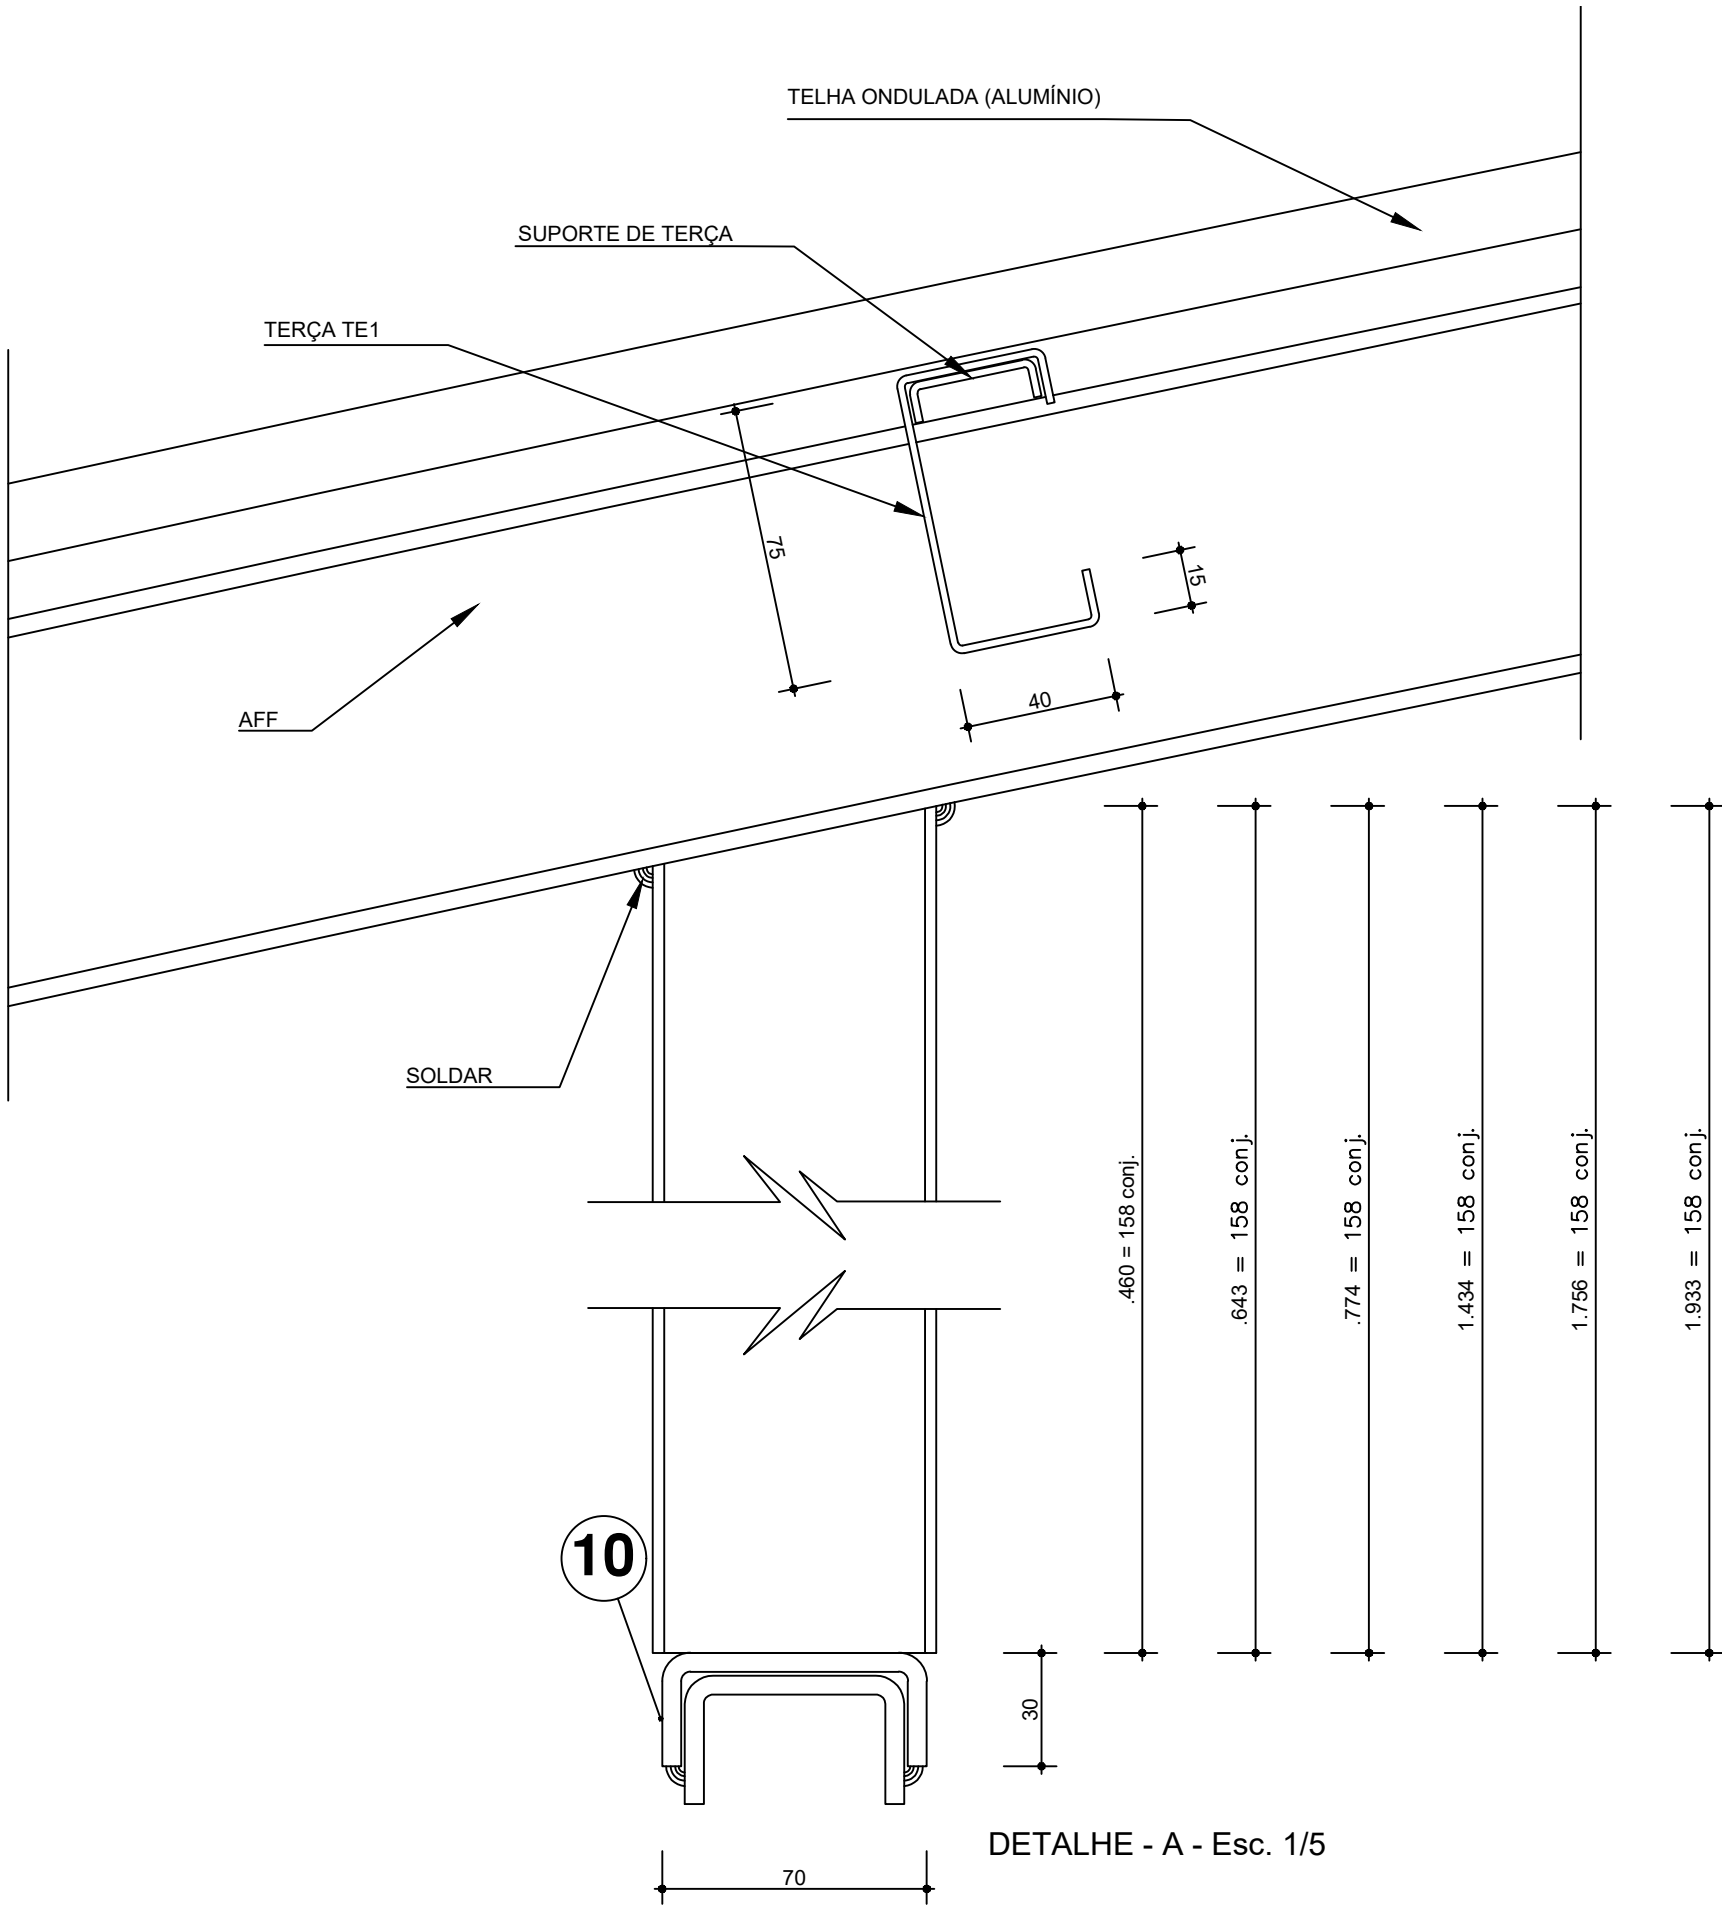 TELHA ONDULADA (ALUMÍNIO)
SUPORTE DE TERÇA
TERÇA TE1
75
15
40
AFF
SOLDAR
.460 = 158 conj.
.643 = 158 conj.
.774 = 158 conj.
1.434 = 158 conj.
1.756 = 158 conj.
1.933 = 158 conj.
10
30
DETALHE - A - Esc. 1/5
70